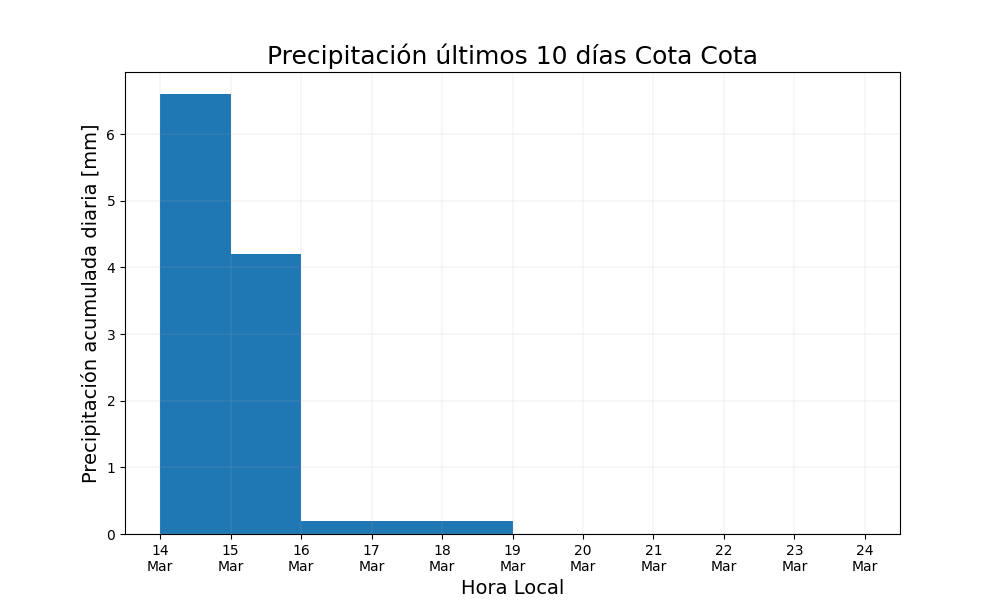 Precipitación últimos 10 días Cota Cota
Precipitación acumulada diaria [mm]
6
5
4
3
2
1
0
14 15 16 17 18 19 20 21 22 23 24
Mar Mar Mar Mar Mar Mar Mar Mar Mar Mar Mar
Hora Local